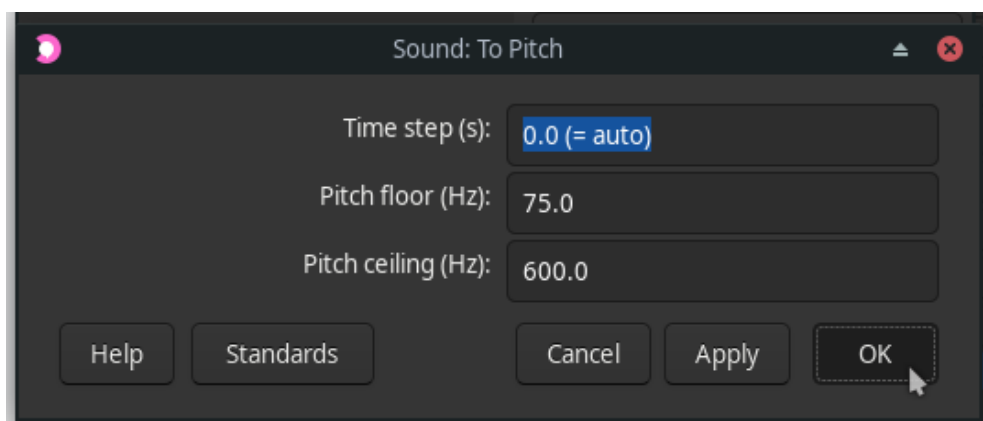 Sound: To Pitch
Time step (s): 0.0 (= auto)
Pitch floor (Hz): 75.0
Pitch ceiling (Hz): 600.0
Help Standards Cancel Apply OK